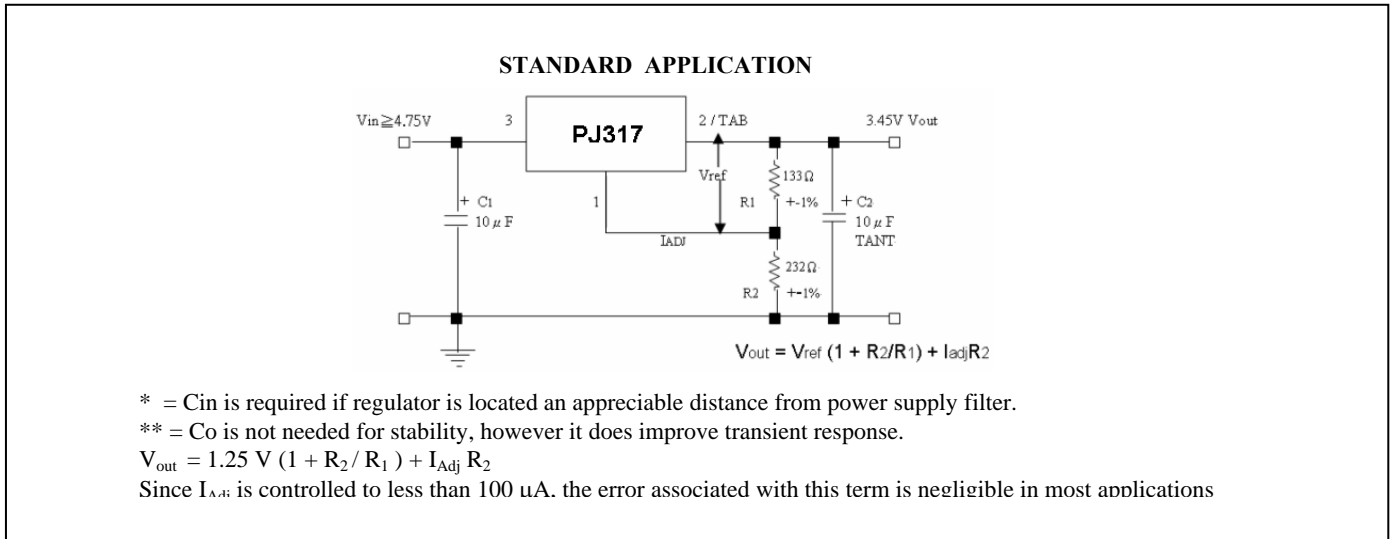 STANDARD APPLICATION
Vin≧4.75V
3
PJ317
2 / TAB
3.45V Vout
Vref
133Ω
R1
+-1%
+ C1
10 μ F
1
+ C2
10 μ F
TANT
IADJ
232Ω
R2
+-1%
Vout = Vref (1 + R2/R1) + IadjR2
* = Cin is required if regulator is located an appreciable distance from power supply filter.
** = Co is not needed for stability, however it does improve transient response.
Vout = 1.25 V (1 + R2 / R1 ) + IAdj R2
Since IAdj is controlled to less than 100 μA, the error associated with this term is negligible in most applications